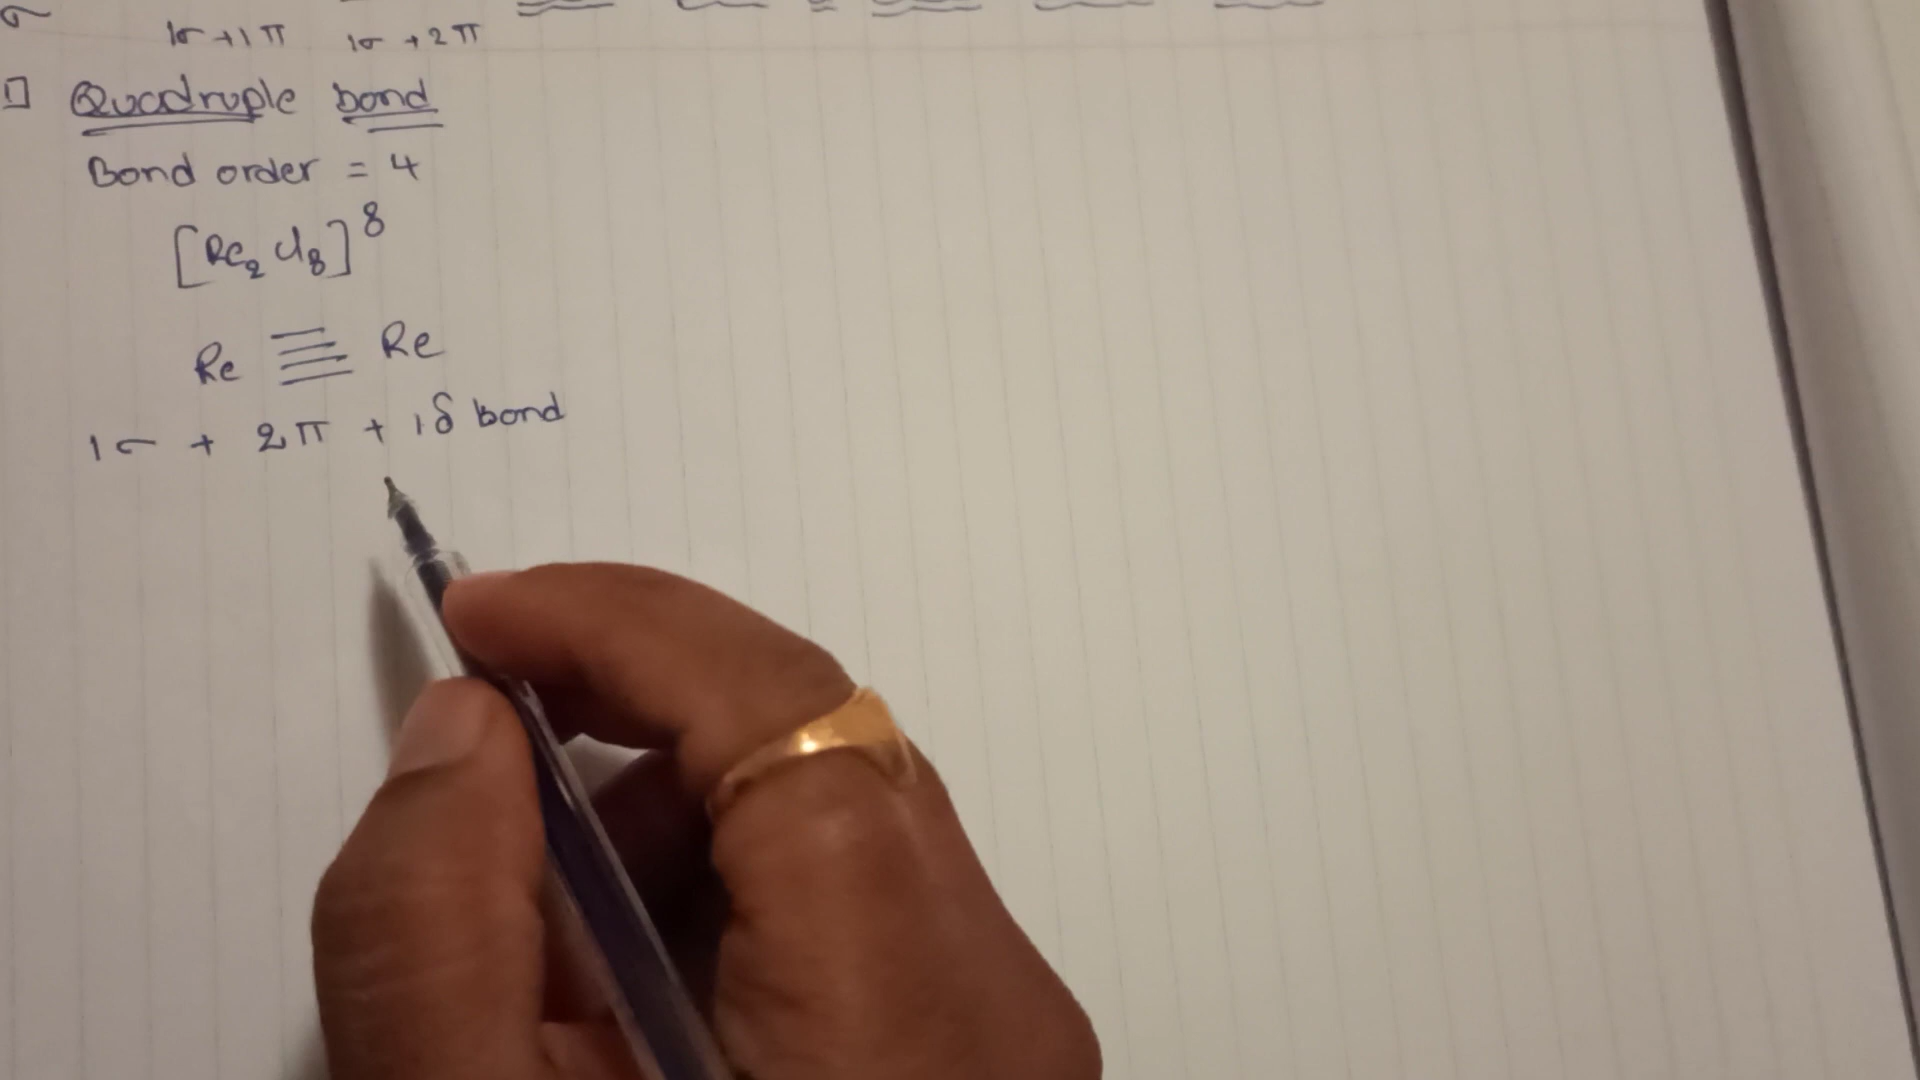 1σ+1π 1σ+2π
Quadruple bond
Bond order = 4
[Re₂Cl₈]⁸
Re ≣ Re
1σ + 2π + 1δ bond